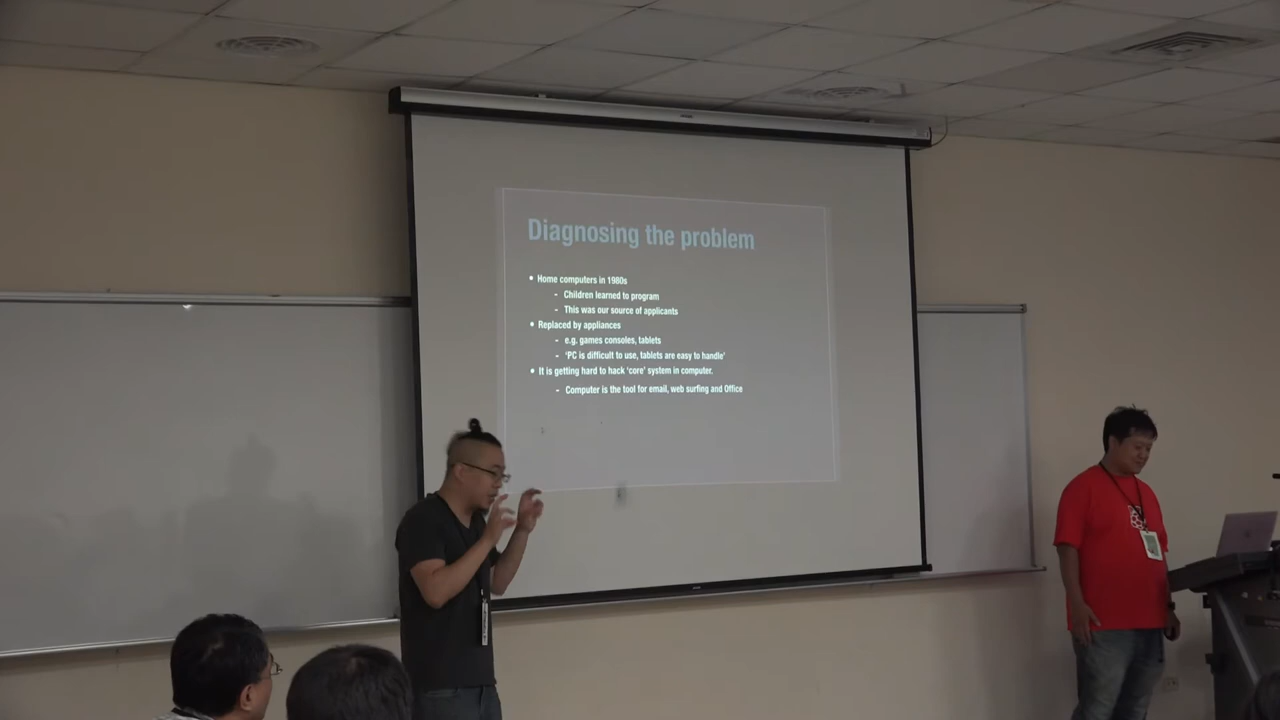 Diagnosing the problem
• Home computers in 1980s
- Children learned to program
- This was our source of applicants
• Replaced by appliances
- e.g. games consoles, tablets
- 'PC is difficult to use, tablets are easy to handle'
• It is getting hard to hack 'core' system in computer.
- Computer is the tool for email, web surfing and Office